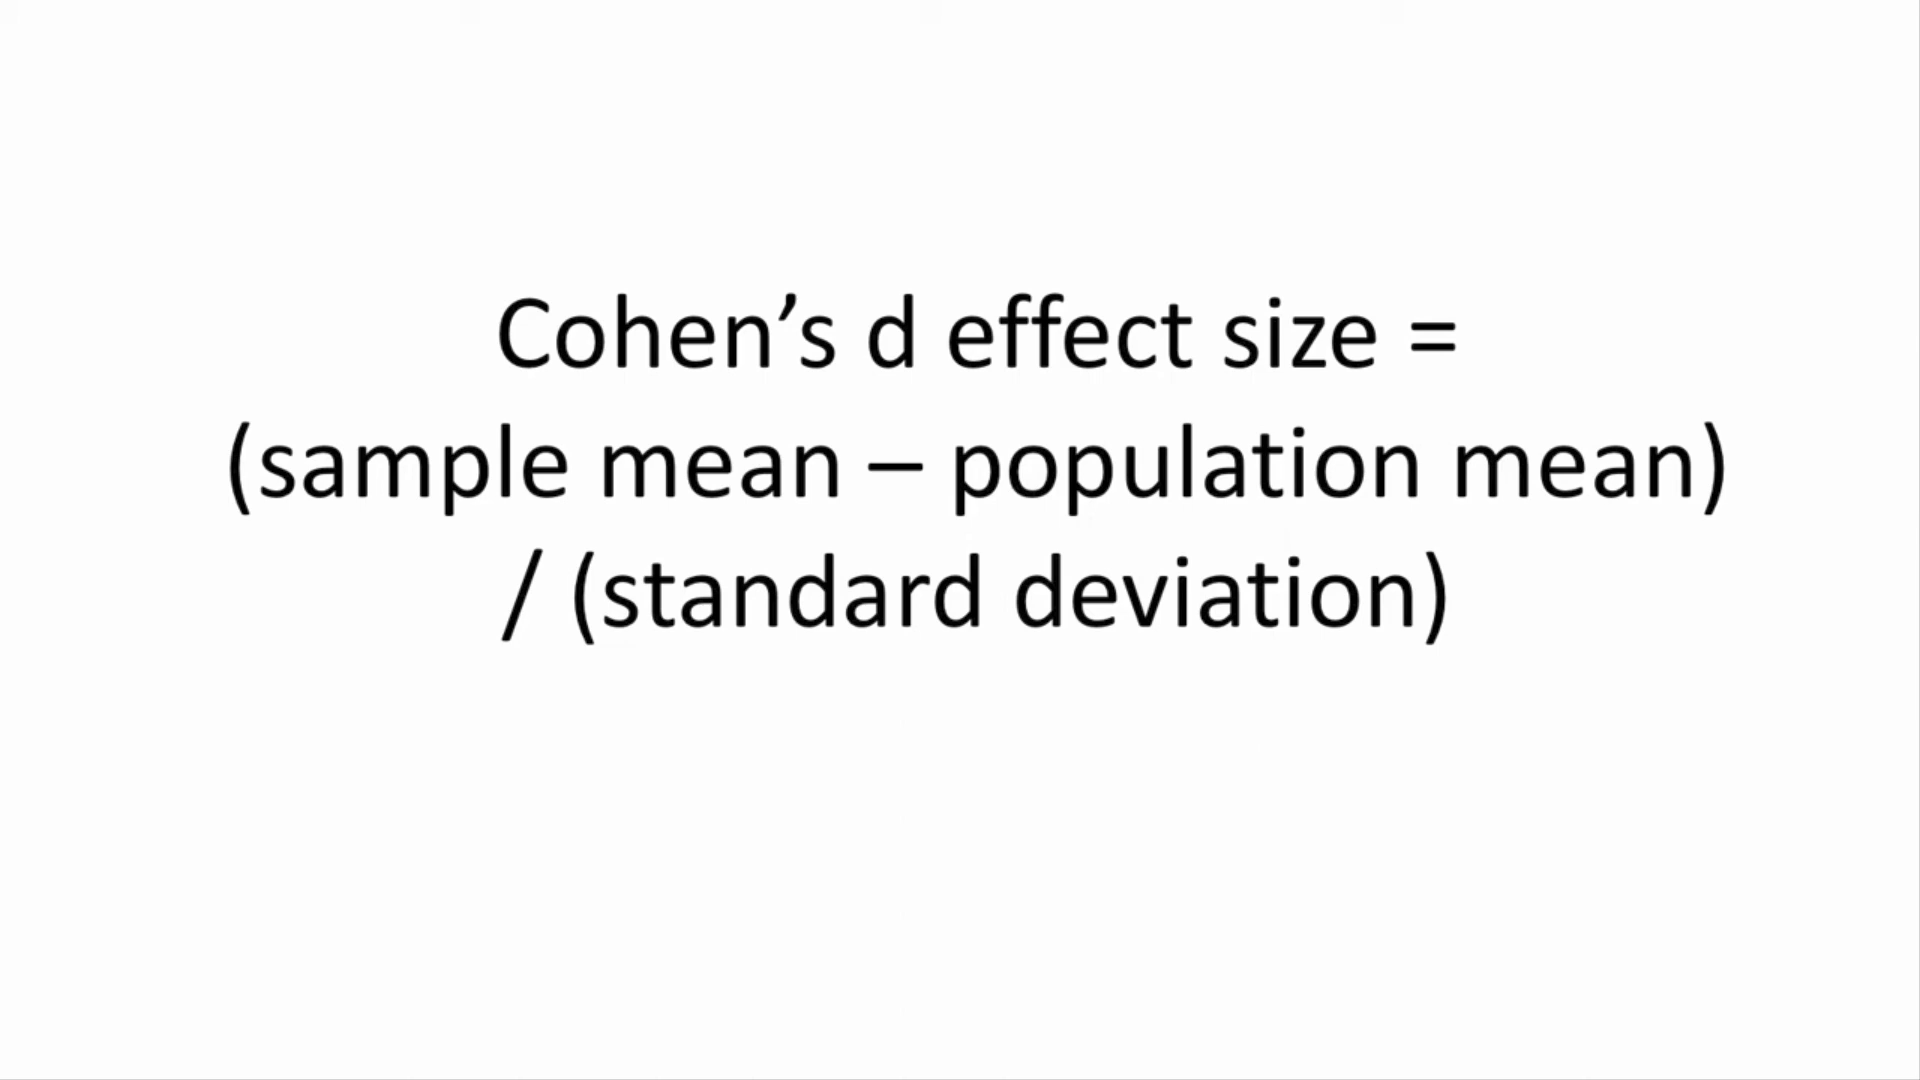 Cohen’s d effect size =
(sample mean – population mean)
/ (standard deviation)